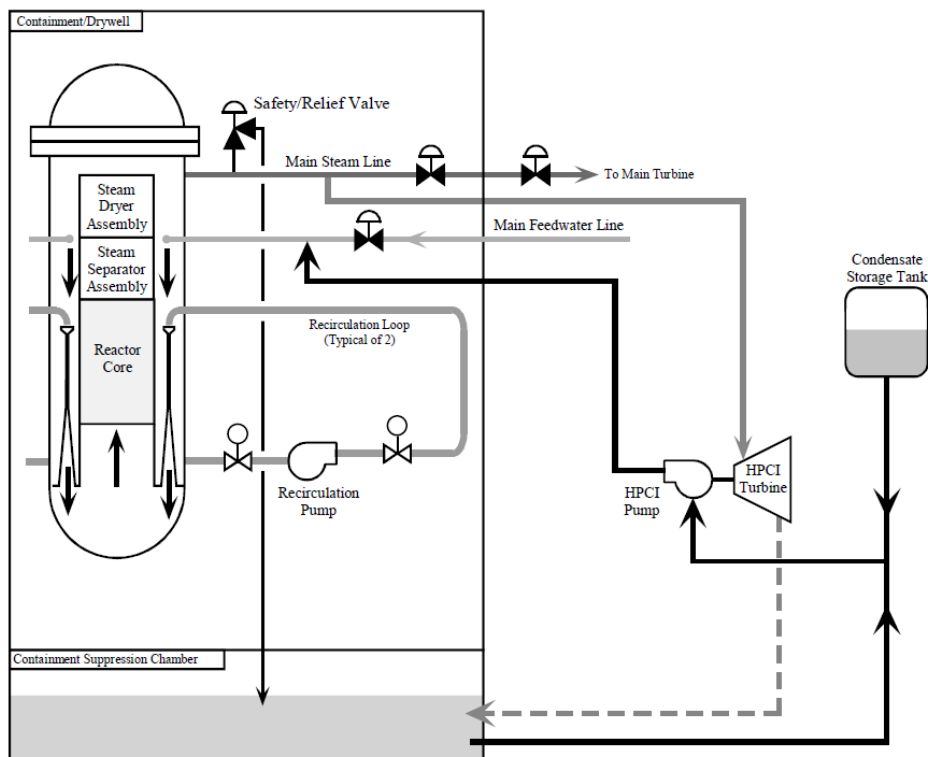 Containment/Drywell
Safety/Relief Valve
Main Steam Line
To Main Turbine
Steam
Dryer
Assembly
Main Feedwater Line
Steam
Separator
Assembly
Condensate
Storage Tank
Recirculation Loop
(Typical of 2)
Reactor
Core
HPCI
Turbine
Recirculation
Pump
HPCI
Pump
Containment Suppression Chamber